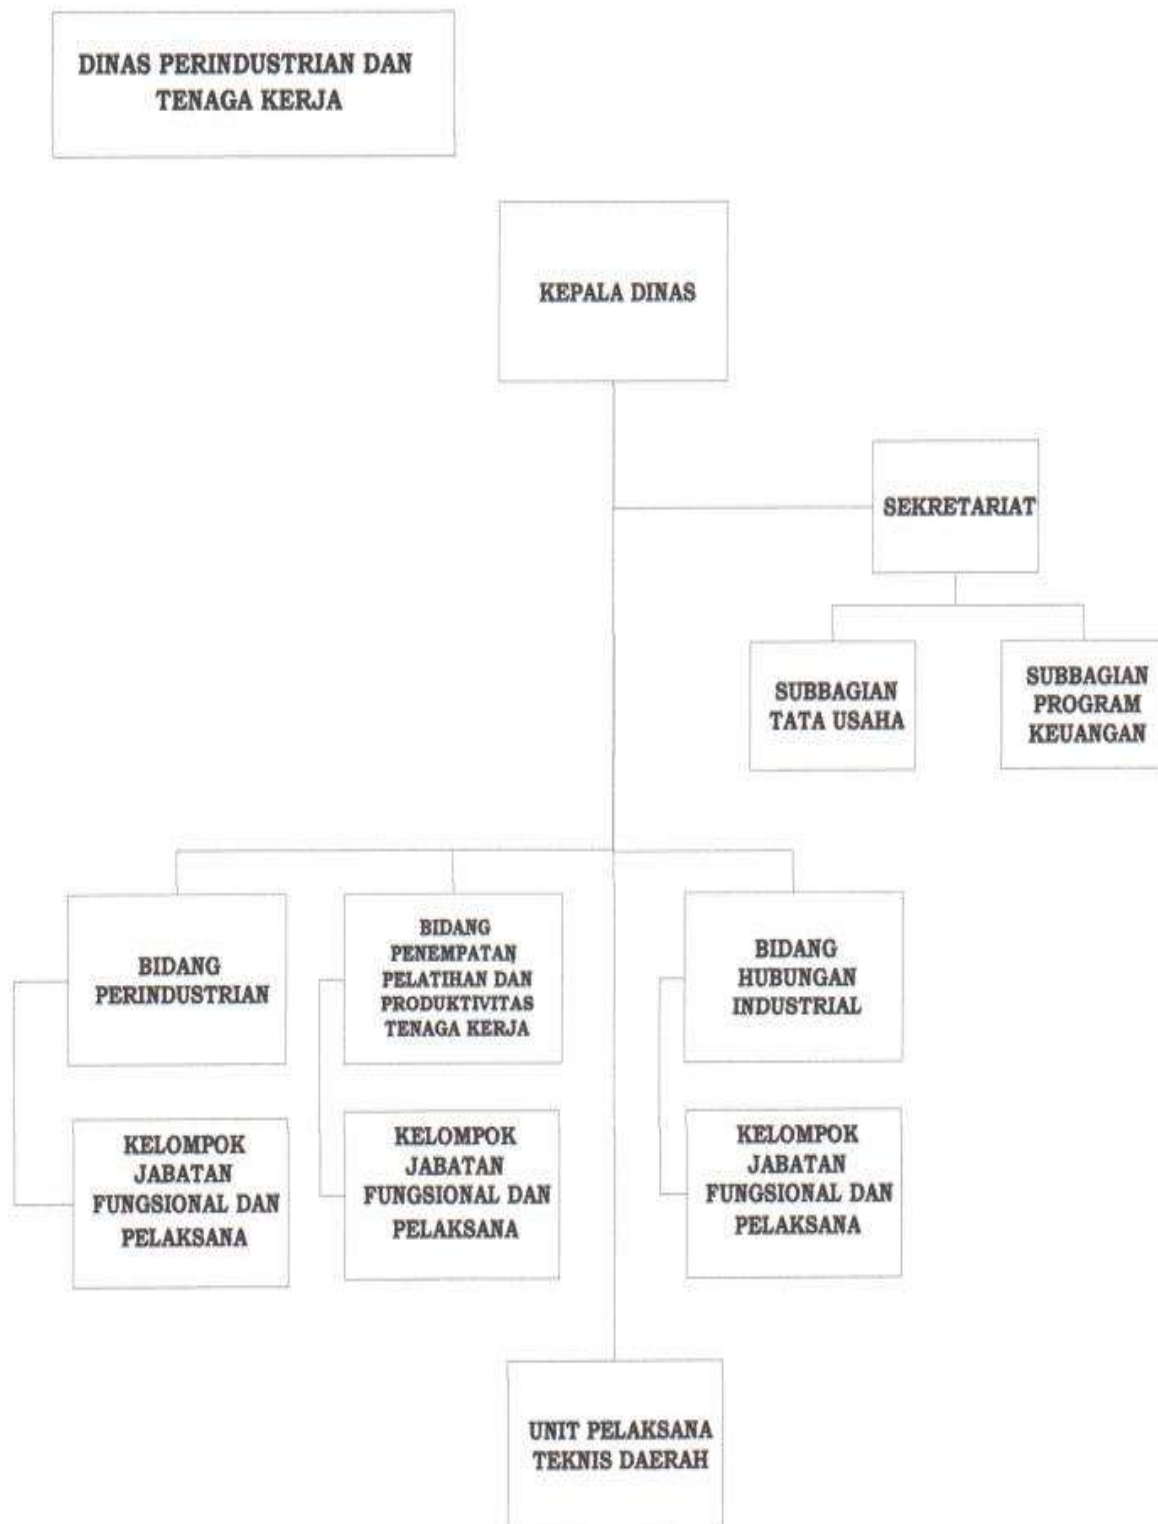 DINAS PERINDUSTRIAN DAN
TENAGA KERJA
KEPALA DINAS
SEKRETARIAT
SUBBAGIAN
TATA USAHA
SUBBAGIAN
PROGRAM
KEUANGAN
BIDANG
PERINDUSTRIAN
BIDANG
PENEMPATAN
PELATIHAN DAN
PRODUKTIVITAS
TENAGA KERJA
BIDANG
HUBUNGAN
INDUSTRIAL
KELOMPOK
JABATAN
FUNGSIONAL DAN
PELAKSANA
KELOMPOK
JABATAN
FUNGSIONAL DAN
PELAKSANA
KELOMPOK
JABATAN
FUNGSIONAL DAN
PELAKSANA
UNIT PELAKSANA
TEKNIS DAERAH